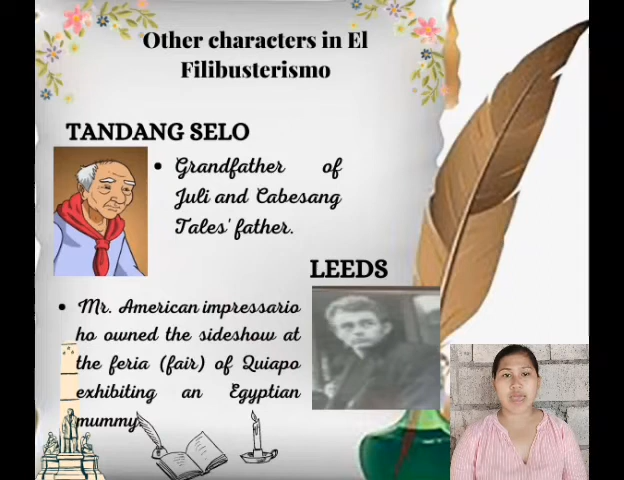 Other characters in El
Filibusterismo
TANDANG SELO
• Grandfather of
Juli and Cabesang
Tales' father.
LEEDS
• Mr. American impressario
ho owned the sideshow at
the feria (fair) of Quiapo
exhibiting an Egyptian
mummy